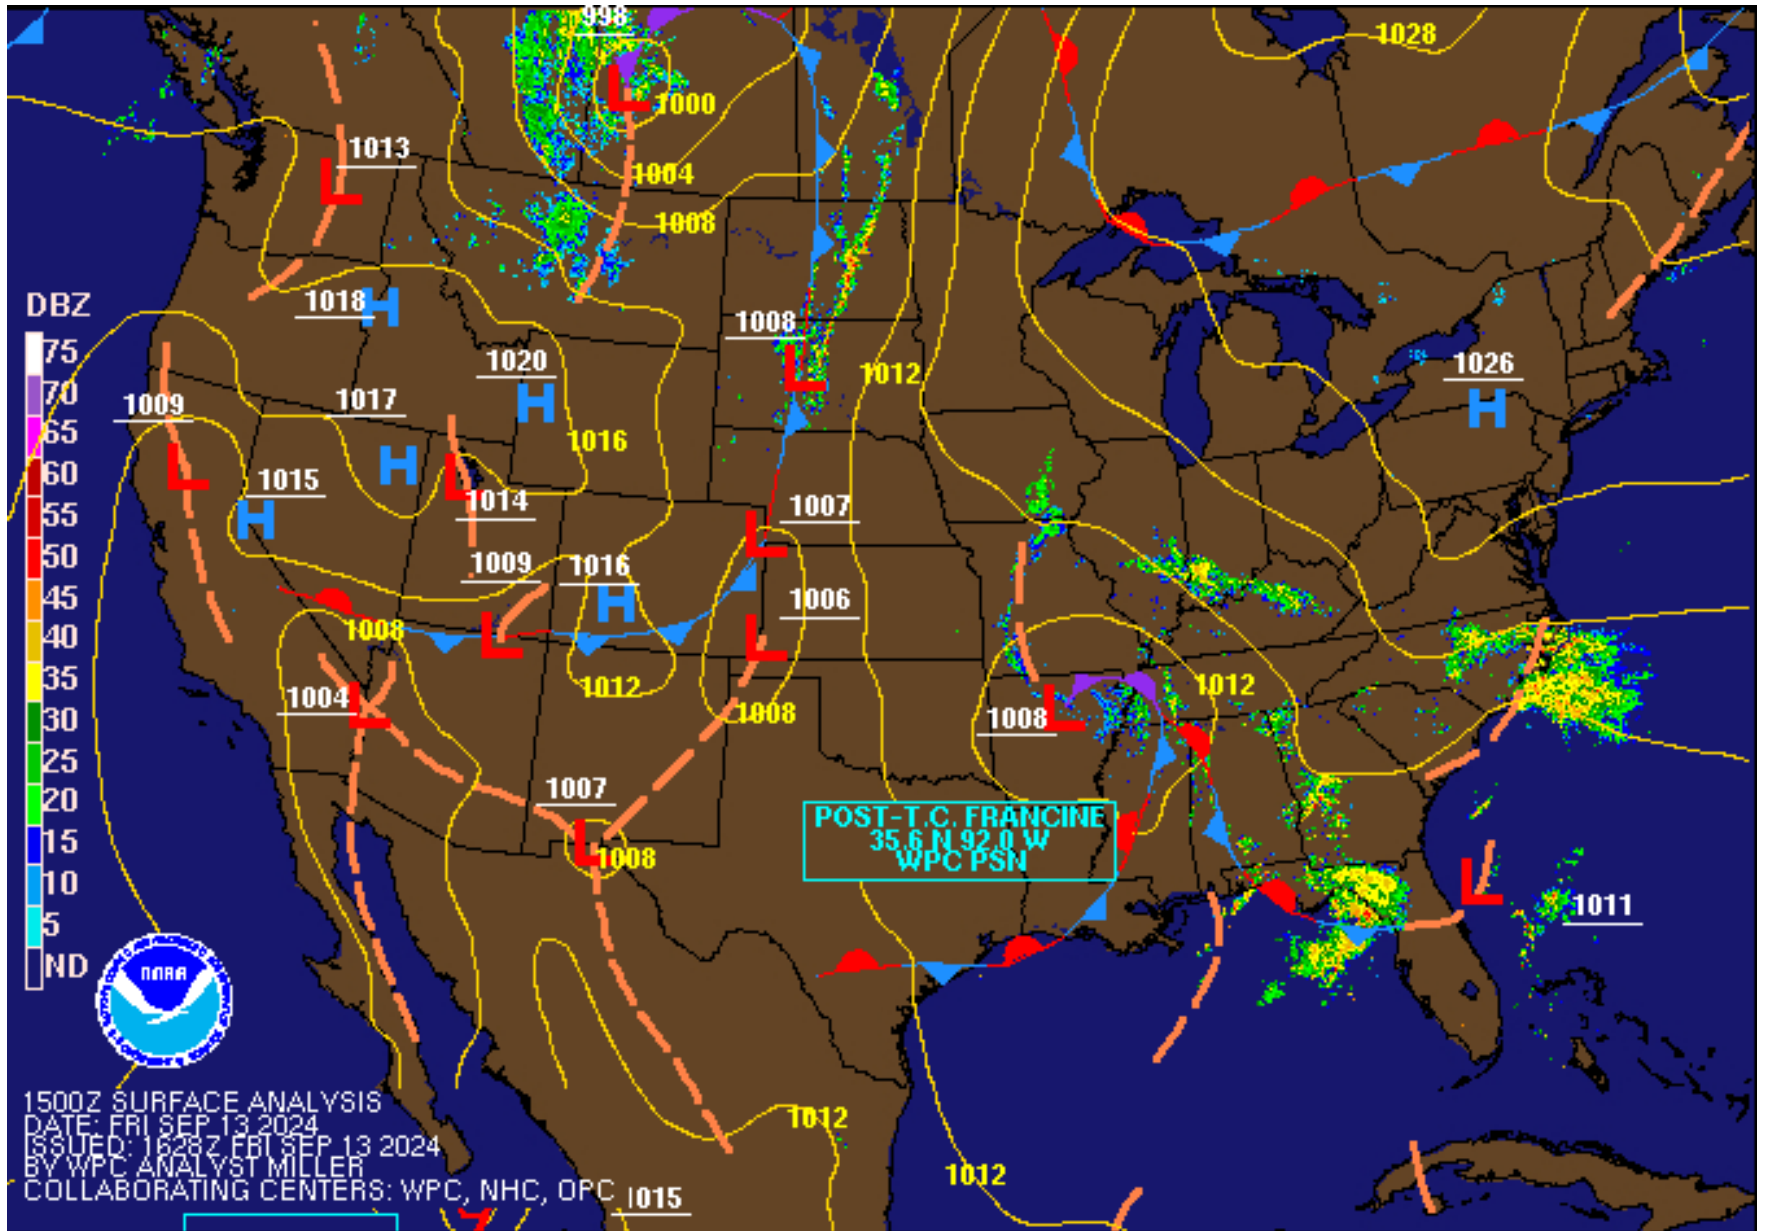 998
1028
1000
1013
1004
1008
1018
1008
1020
1012
1026
1017
1009
1016
1015
1014
1007
1009
1016
1006
1008
1012
1012
1004
1008
1008
1007
1008
POST-T.C. FRANCINE
35.6 N 92.0 W
WPC PSN
1011
1012
1012
1015
DBZ
75
70
65
60
55
50
45
40
35
30
25
20
15
10
5
ND
L
L
H
H
L
H
L
L
H
H
L
L
H
L
L
L
L
L
L
NOAA
1500Z SURFACE ANALYSIS
DATE: FRI SEP 13 2024
ISSUED: 1628Z FRI SEP 13 2024
BY WPC ANALYST MILLER
COLLABORATING CENTERS: WPC, NHC, OPC